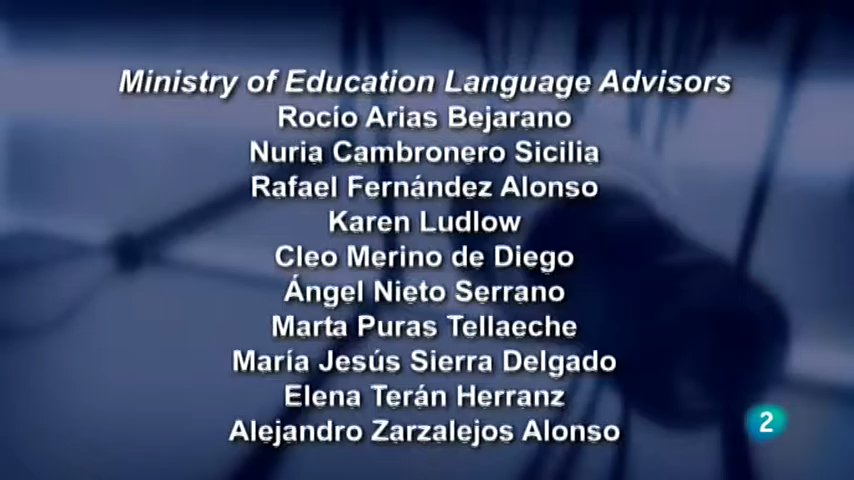 Ministry of Education Language Advisors
Rocío Arias Bejarano
Nuria Cambronero Sicilia
Rafael Fernández Alonso
Karen Ludlow
Cleo Merino de Diego
Ángel Nieto Serrano
Marta Puras Tellaeche
María Jesús Sierra Delgado
Elena Terán Herranz
Alejandro Zarzalejos Alonso
2